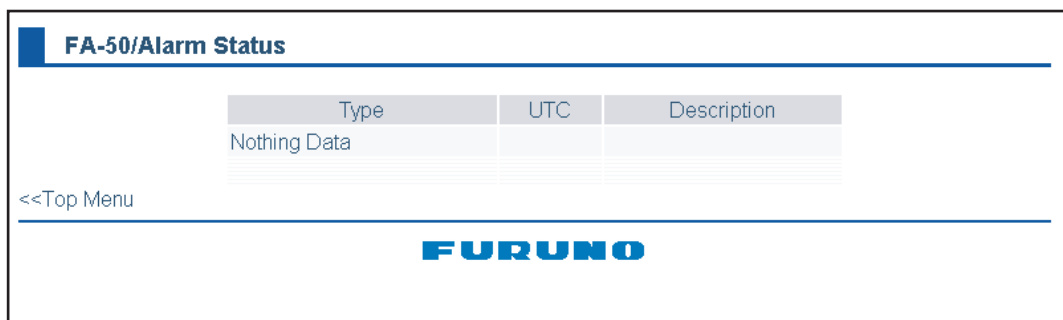 FA-50/Alarm Status
Type UTC Description
Nothing Data
<<Top Menu
FURUNO